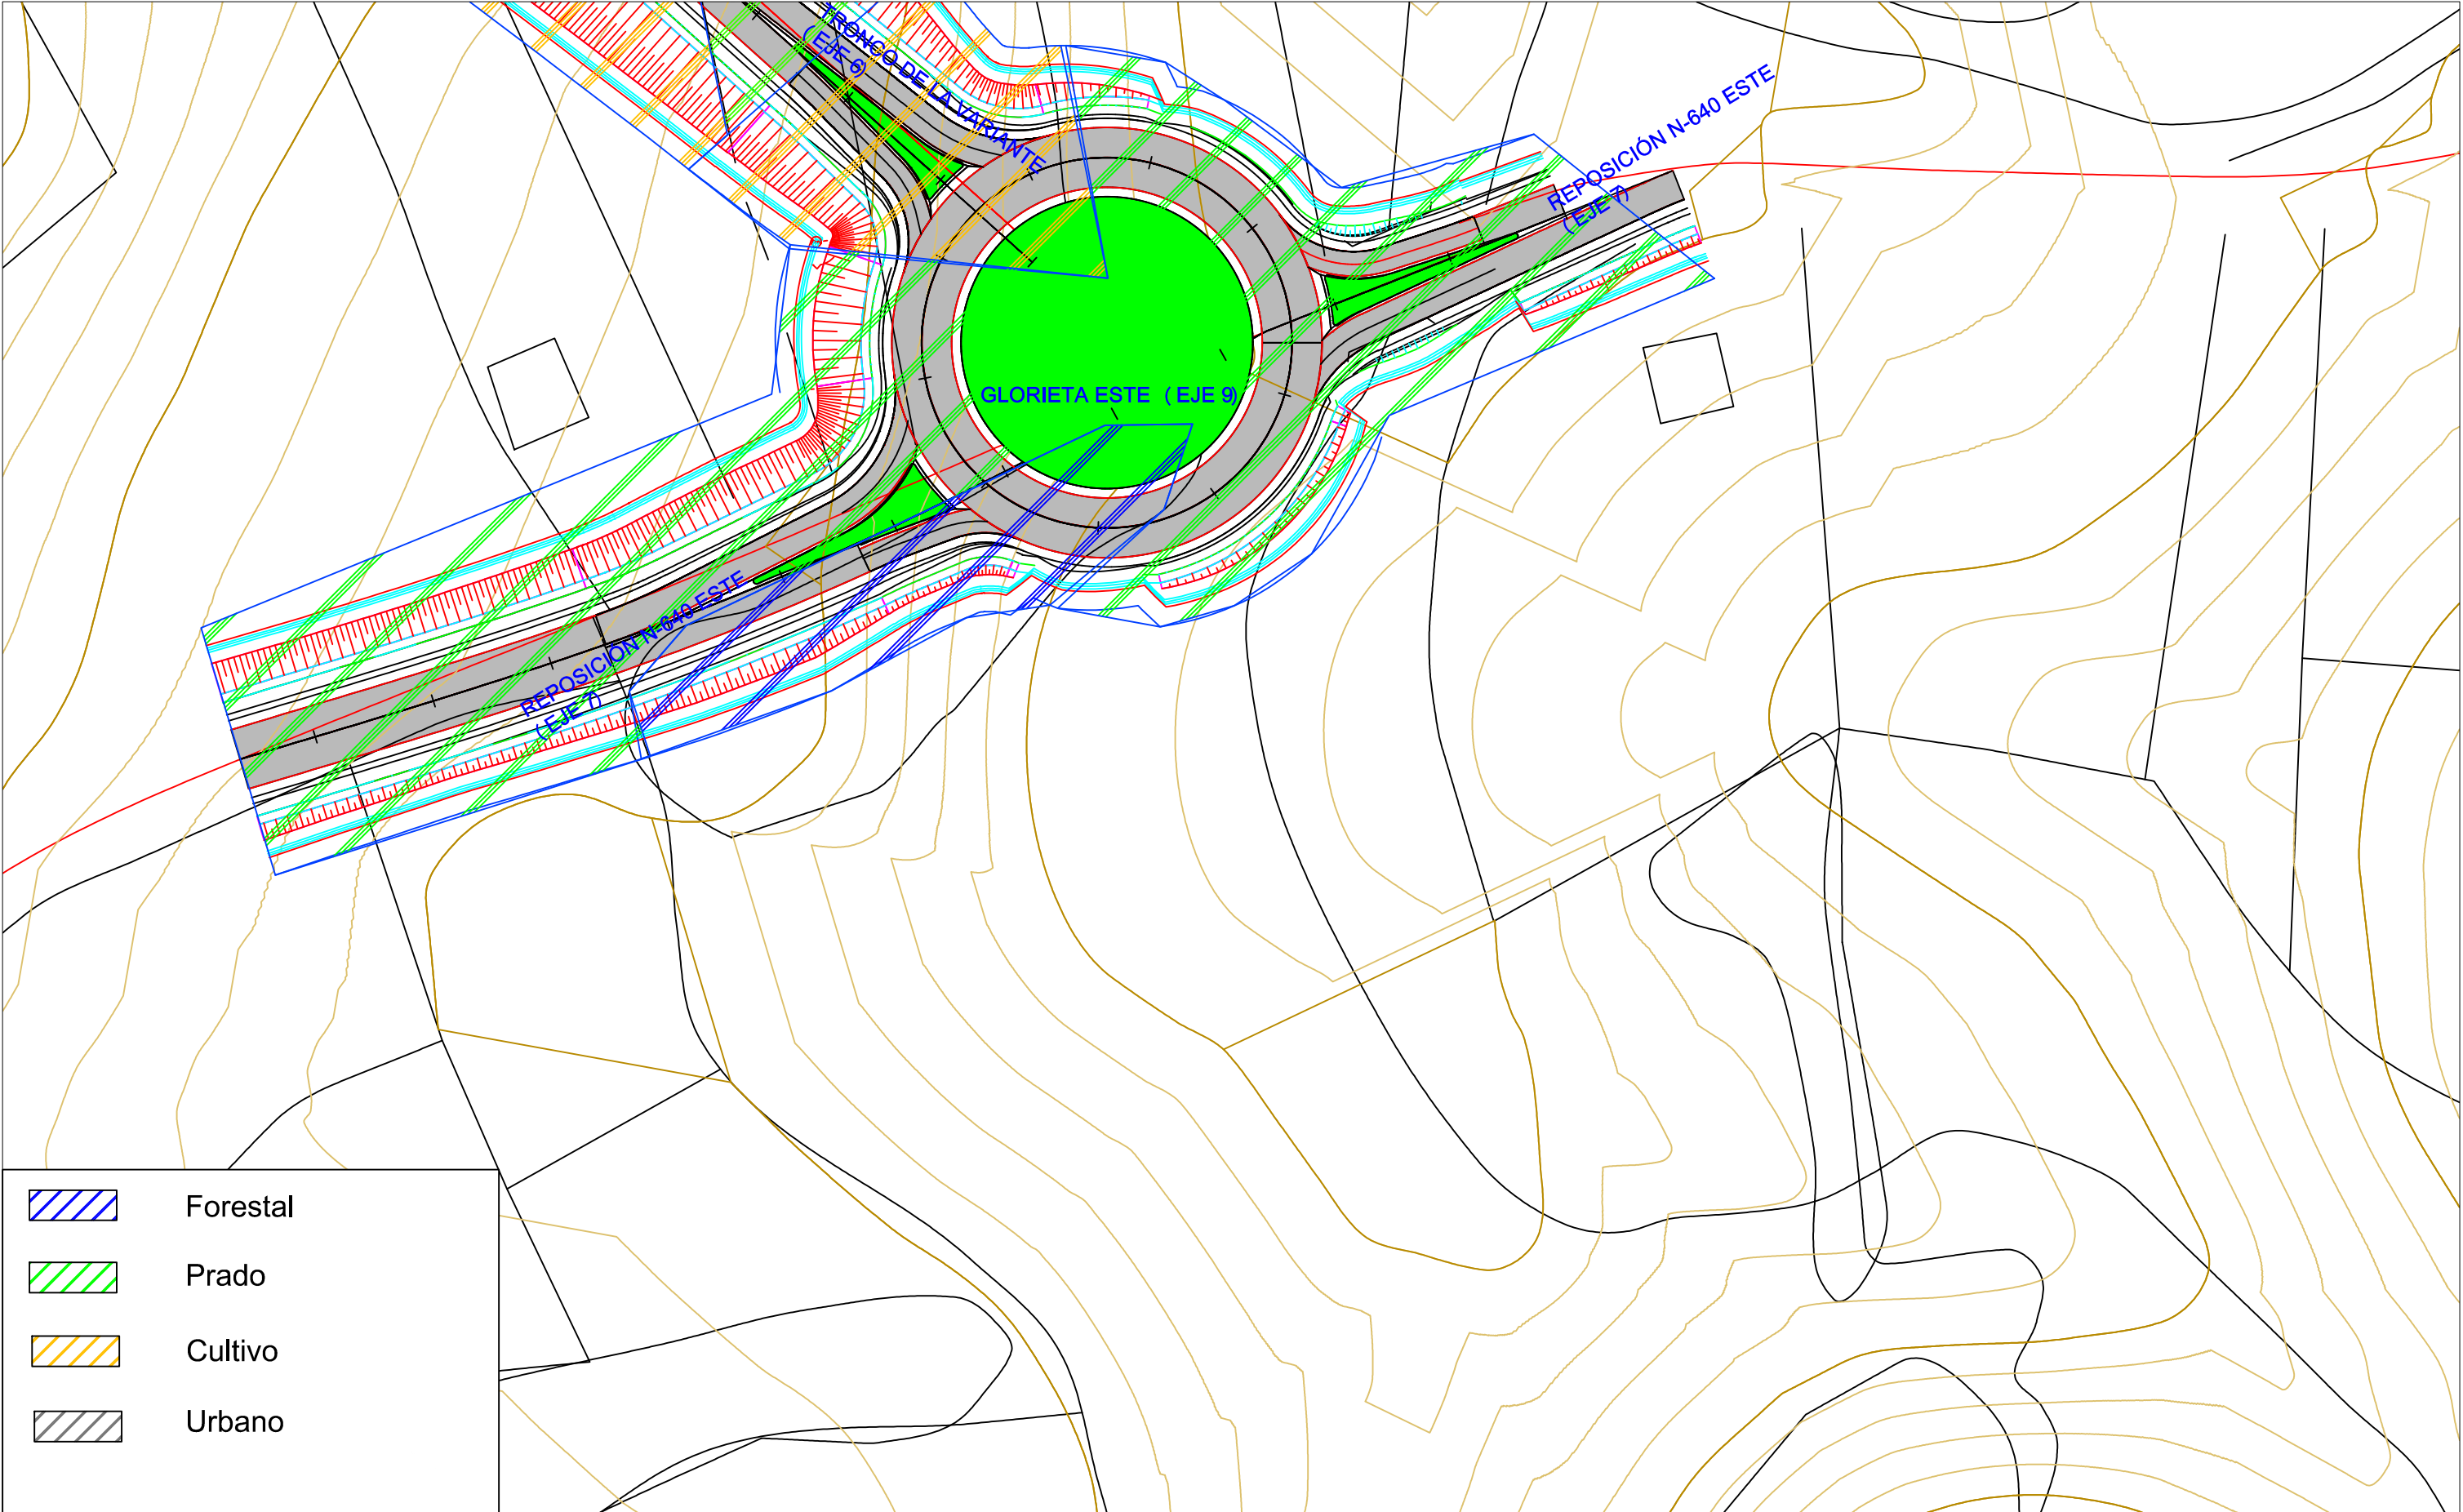 TRONCO DE LA VARIANTE
( EJE 6)
REPOSICIÓN N-640 ESTE
( EJE 7)
GLORIETA ESTE ( EJE 9)
REPOSICIÓN N-640 ESTE
( EJE 7)
Forestal
Prado
Cultivo
Urbano